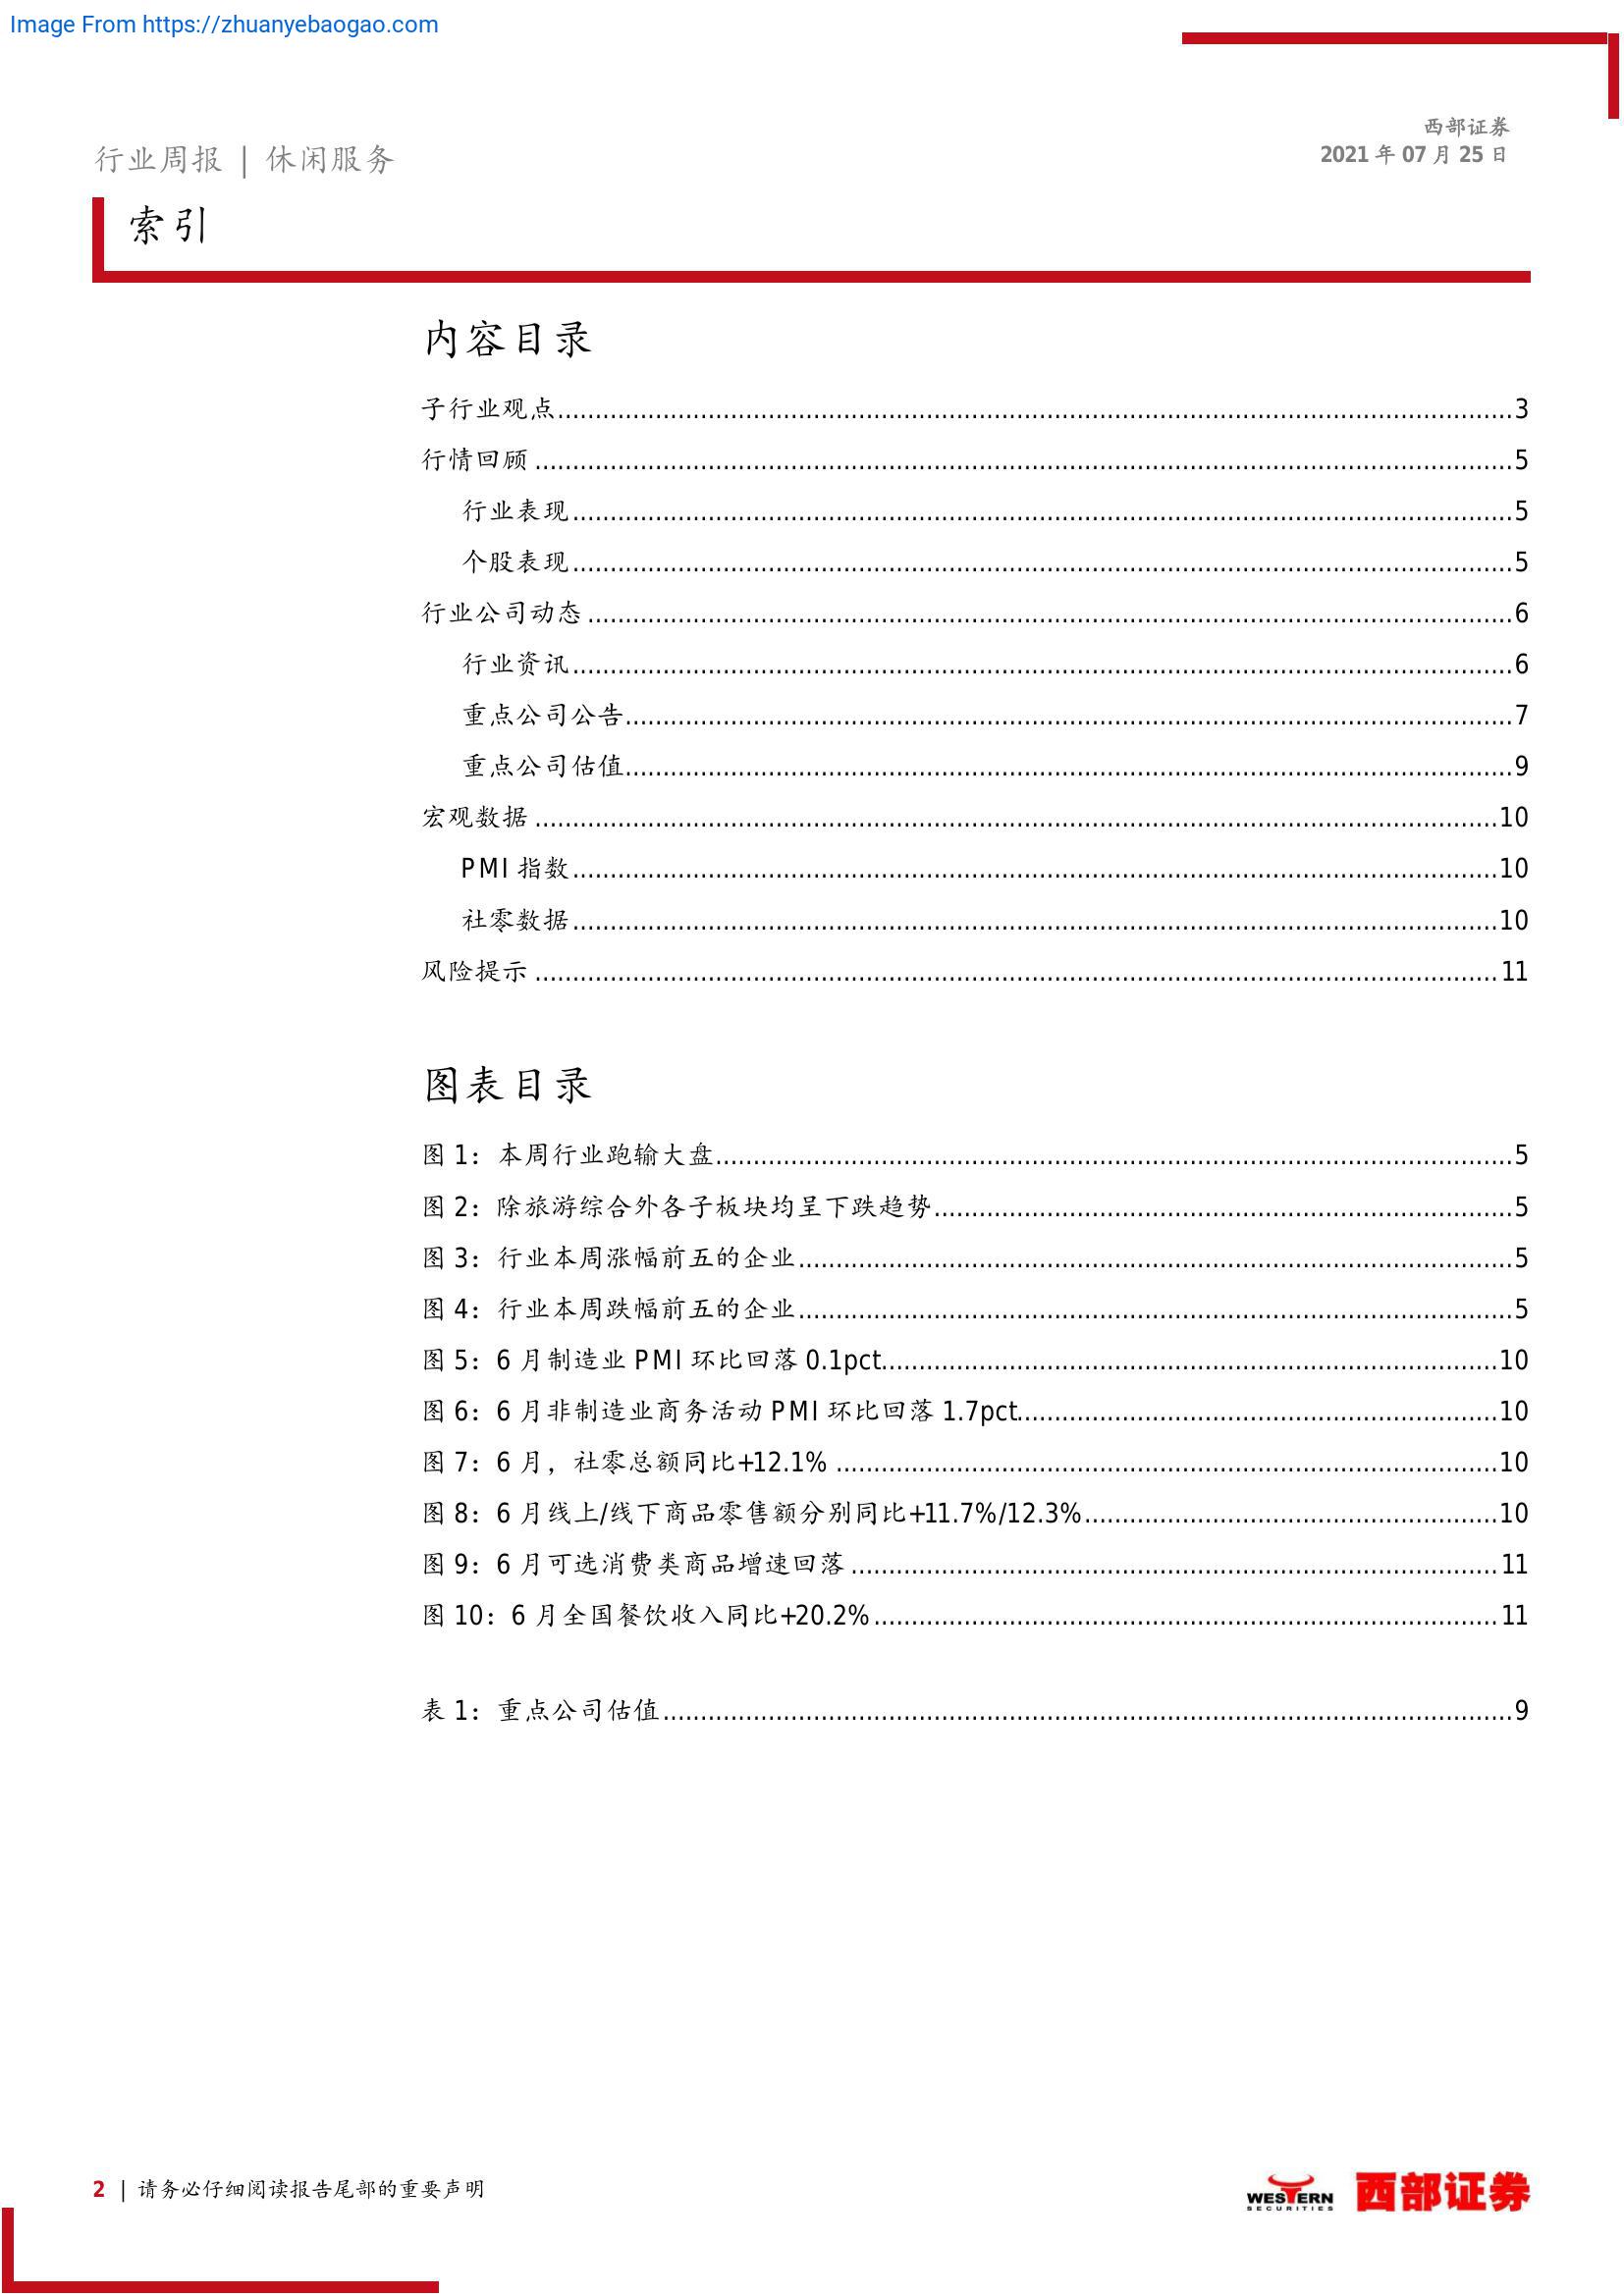 Image From https://zhuanyebaogao.com
西部证券
2021 年 07 月 25 日
行业周报 | 休闲服务
索引
内容目录
子行业观点 3
行情回顾 5
行业表现 5
个股表现 5
行业公司动态 6
行业资讯 6
重点公司公告 7
重点公司估值 9
宏观数据 10
PMI 指数 10
社零数据 10
风险提示 11
图表目录
图 1：本周行业跑输大盘 5
图 2：除旅游综合外各子板块均呈下跌趋势 5
图 3：行业本周涨幅前五的企业 5
图 4：行业本周跌幅前五的企业 5
图 5：6 月制造业 PMI 环比回落 0.1pct 10
图 6：6 月非制造业商务活动 PMI 环比回落 1.7pct 10
图 7：6 月，社零总额同比+12.1% 10
图 8：6 月线上/线下商品零售额分别同比+11.7%/12.3% 10
图 9：6 月可选消费类商品增速回落 11
图 10：6 月全国餐饮收入同比+20.2% 11
表 1：重点公司估值 9
2 | 请务必仔细阅读报告尾部的重要声明
WESTERN
SECURITIES
西部证券